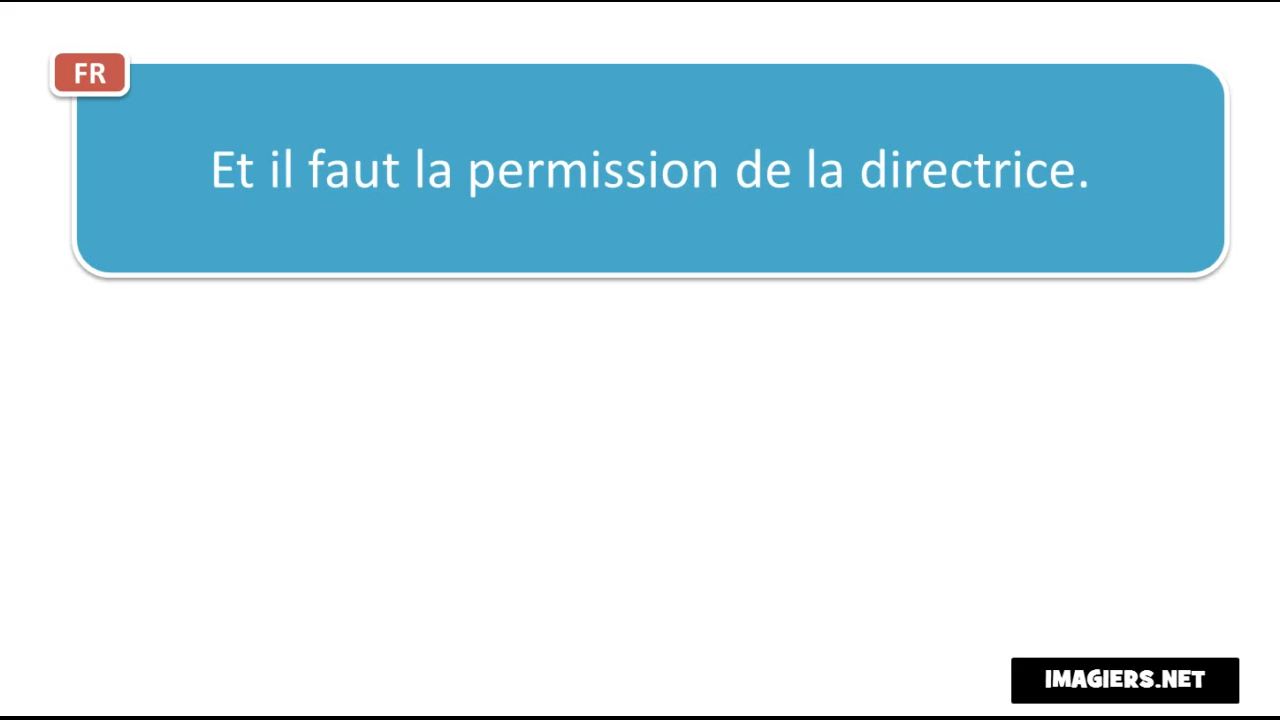 FR
Et il faut la permission de la directrice.
IMAGIERS.NET